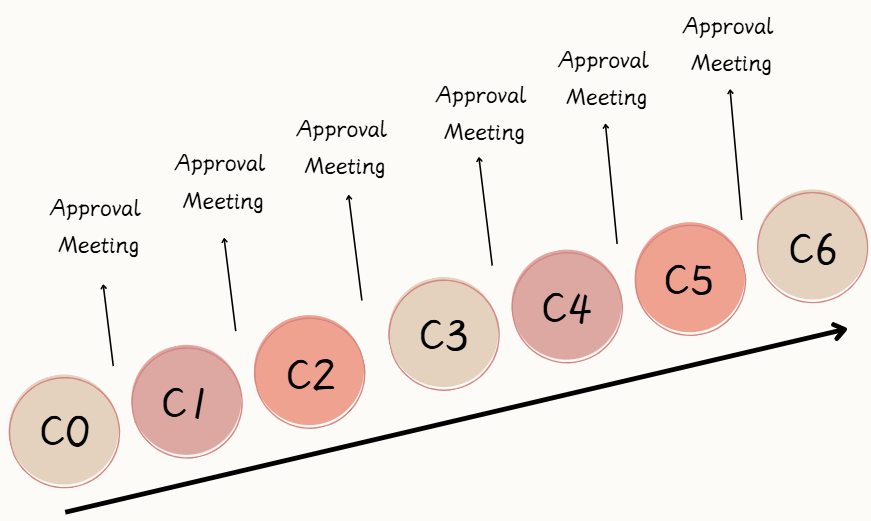 Approval
Meeting
Approval
Meeting
Approval
Meeting
Approval
Meeting
Approval
Meeting
Approval
Meeting
C0
C1
C2
C3
C4
C5
C6